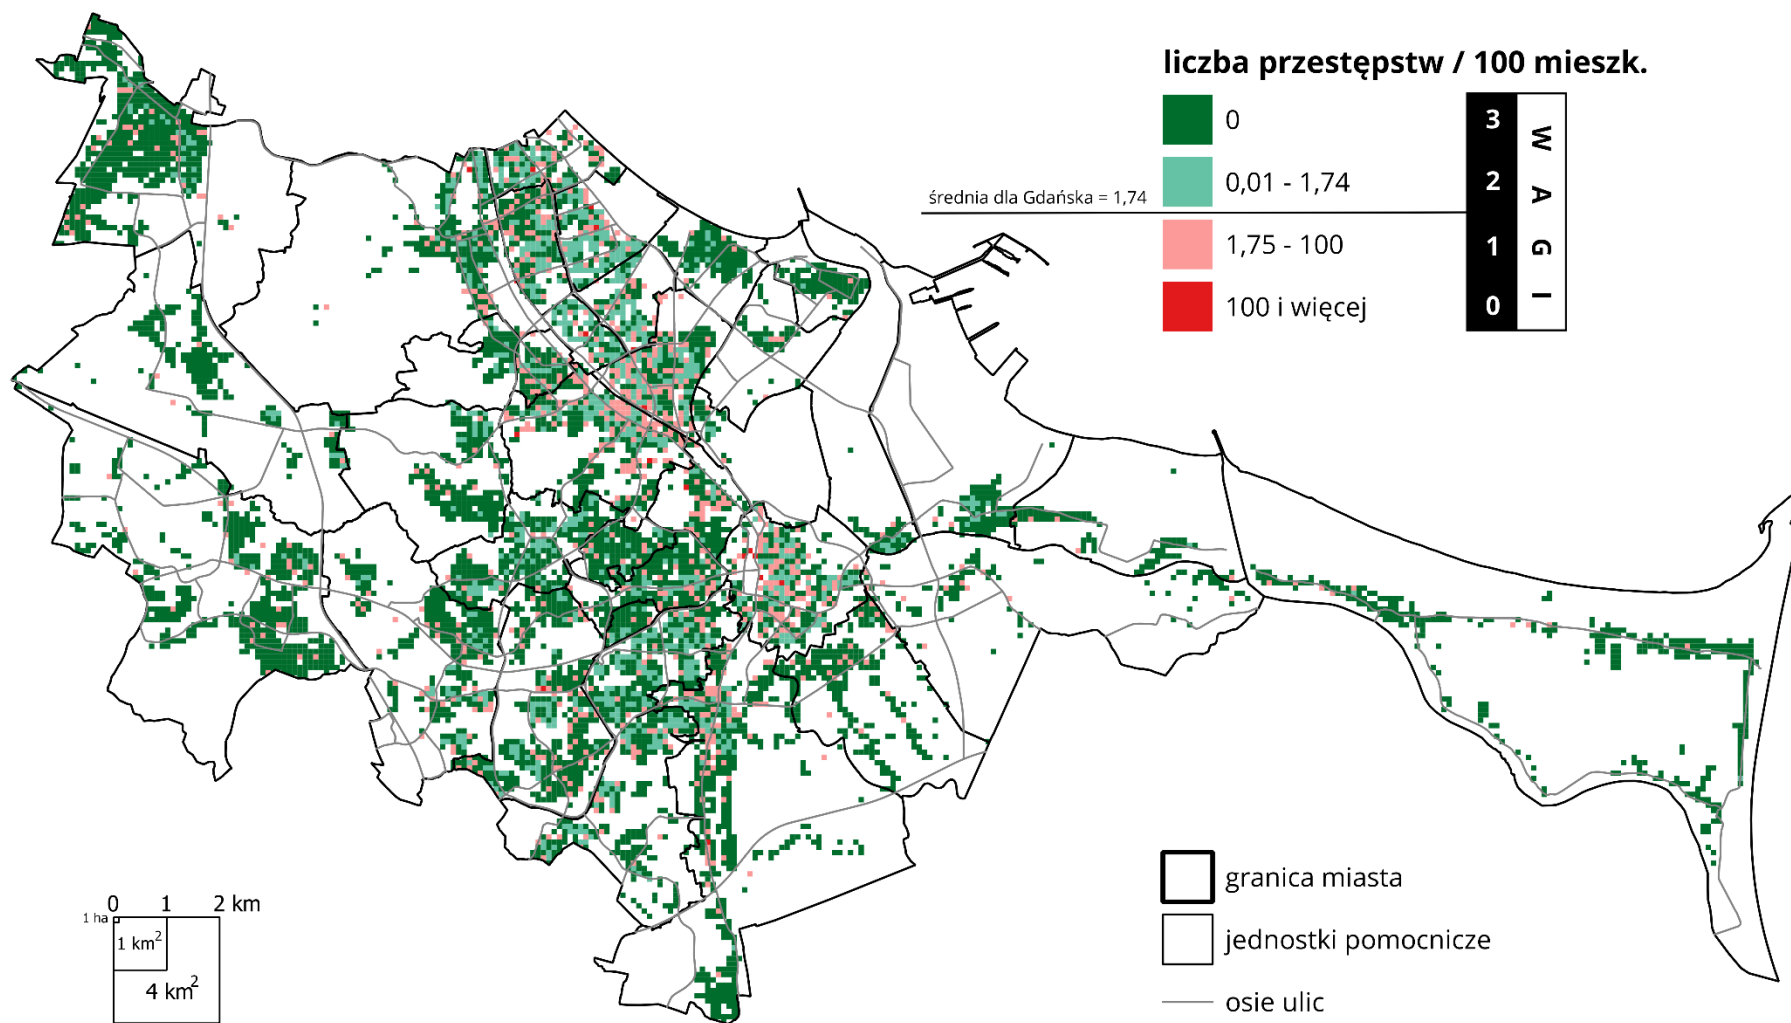 liczba przestępstw / 100 mieszk.
0
0,01 - 1,74
średnia dla Gdańska = 1,74
1,75 - 100
100 i więcej
3
2
1
0
WAGI
granica miasta
jednostki pomocnicze
osie ulic
0 1 2 km
1 ha
1 km²
4 km²